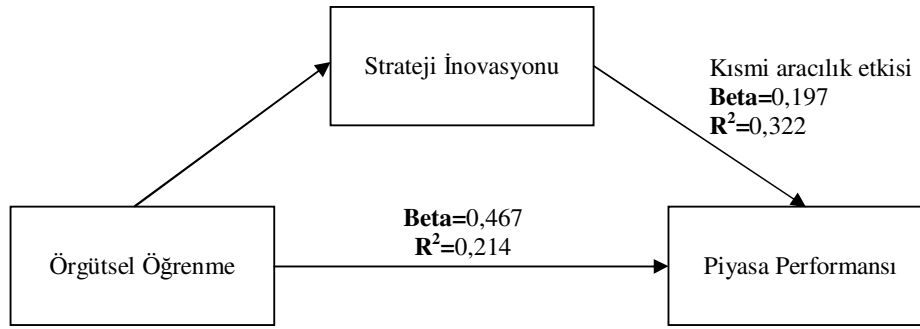 Strateji İnovasyonu
Kısmi aracılık etkisi
Beta=0,197
R²=0,322
Beta=0,467
R²=0,214
Örgütsel Öğrenme
Piyasa Performansı